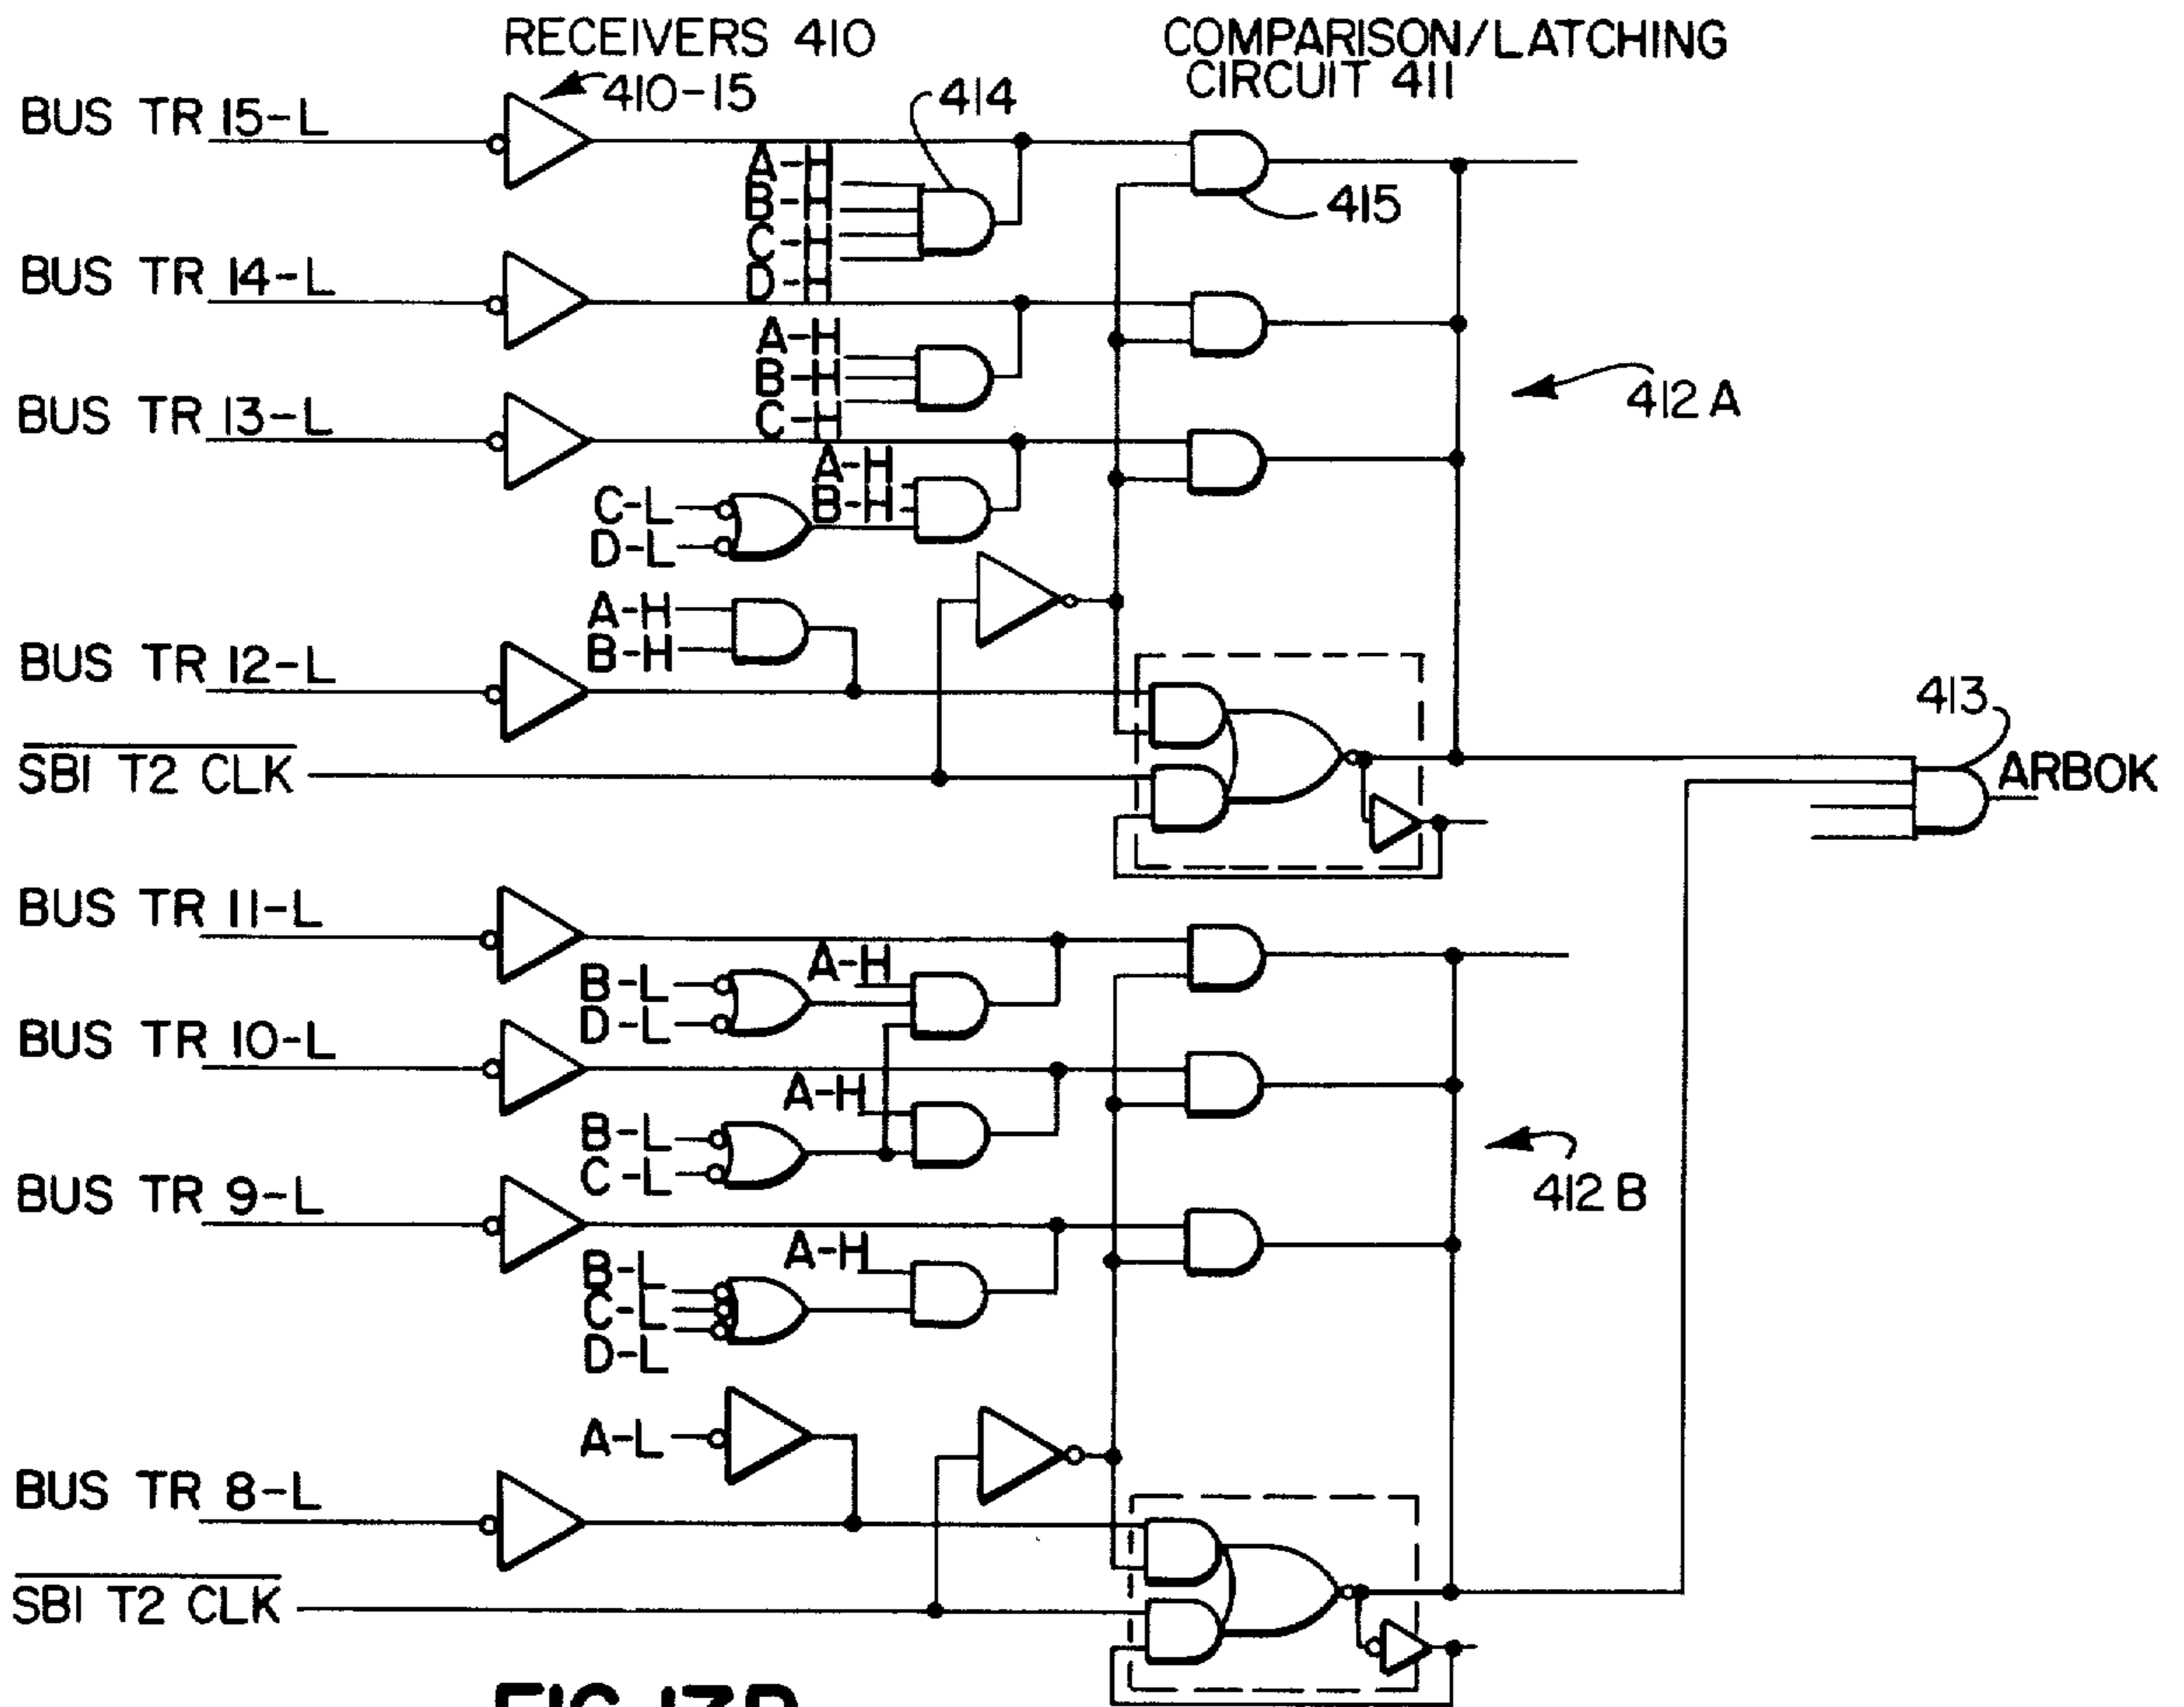 RECEIVERS 410
COMPARISON/LATCHING
CIRCUIT 411
410-15
414
BUS TR 15-L
A-H
B-H
C-H
D-H
415
BUS TR 14-L
A-H
B-H
C-H
412A
BUS TR 13-L
A-H
B-H
C-L
D-L
A-H
B-H
BUS TR 12-L
413
SBI T2 CLK
ARBOK
BUS TR 11-L
A-H
B-L
D-L
BUS TR 10-L
A-H
B-L
C-L
412B
BUS TR 9-L
A-H
B-L
C-L
D-L
A-L
BUS TR 8-L
SBI T2 CLK